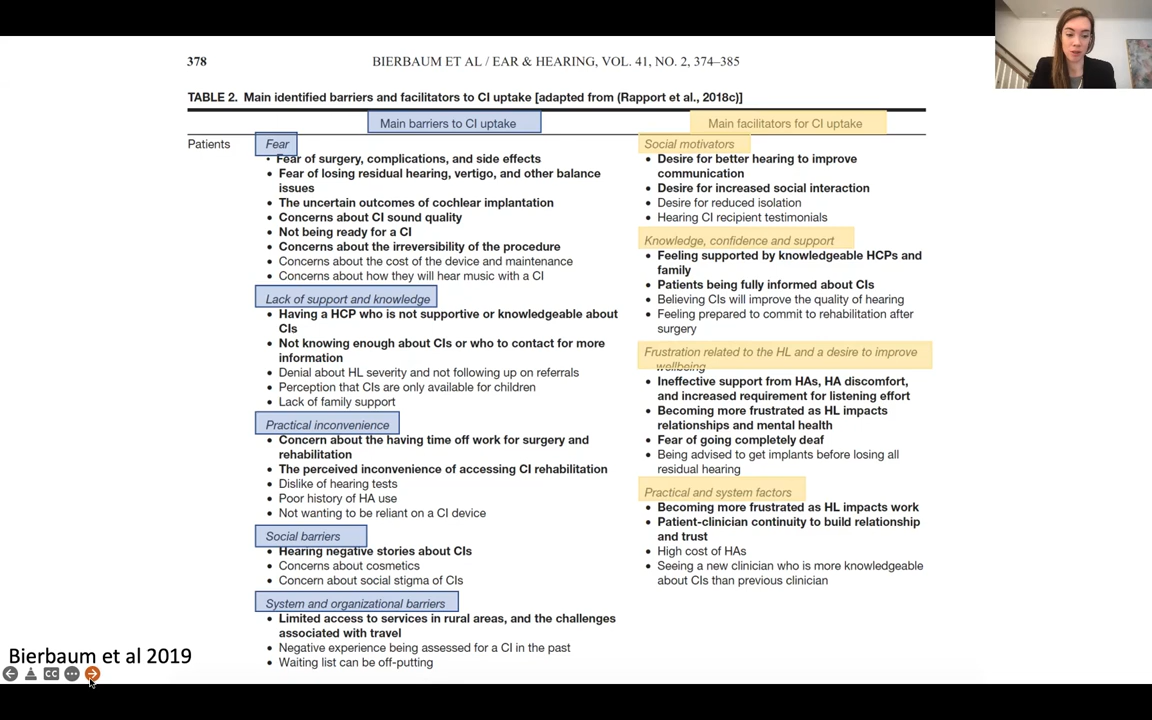 378
BIERBAUM ET AL / EAR & HEARING, VOL. 41, NO. 2, 374–385
TABLE 2. Main identified barriers and facilitators to CI uptake [adapted from (Rapport et al., 2018c)]
Main barriers to CI uptake
Main facilitators for CI uptake
Patients
Fear
• Fear of surgery, complications, and side effects
• Fear of losing residual hearing, vertigo, and other balance
issues
• The uncertain outcomes of cochlear implantation
• Concerns about CI sound quality
• Not being ready for a CI
• Concerns about the irreversibility of the procedure
• Concerns about the cost of the device and maintenance
• Concerns about how they will hear music with a CI
Lack of support and knowledge
• Having a HCP who is not supportive or knowledgeable about
CIs
• Not knowing enough about CIs or who to contact for more
information
• Denial about HL severity and not following up on referrals
• Perception that CIs are only available for children
• Lack of family support
Practical inconvenience
• Concern about the having time off work for surgery and
rehabilitation
• The perceived inconvenience of accessing CI rehabilitation
• Dislike of hearing tests
• Poor history of HA use
• Not wanting to be reliant on a CI device
Social barriers
• Hearing negative stories about CIs
• Concerns about cosmetics
• Concern about social stigma of CIs
System and organizational barriers
• Limited access to services in rural areas, and the challenges
associated with travel
• Negative experience being assessed for a CI in the past
• Waiting list can be off-putting
Social motivators
• Desire for better hearing to improve
communication
• Desire for increased social interaction
• Desire for reduced isolation
• Hearing CI recipient testimonials
Knowledge, confidence and support
• Feeling supported by knowledgeable HCPs and
family
• Patients being fully informed about CIs
• Believing CIs will improve the quality of hearing
• Feeling prepared to commit to rehabilitation after
surgery
Frustration related to the HL and a desire to improve
wellbeing
• Ineffective support from HAs, HA discomfort,
and increased requirement for listening effort
• Becoming more frustrated as HL impacts
relationships and mental health
• Fear of going completely deaf
• Being advised to get implants before losing all
residual hearing
Practical and system factors
• Becoming more frustrated as HL impacts work
• Patient-clinician continuity to build relationship
and trust
• High cost of HAs
• Seeing a new clinician who is more knowledgeable
about CIs than previous clinician
Bierbaum et al 2019
CC